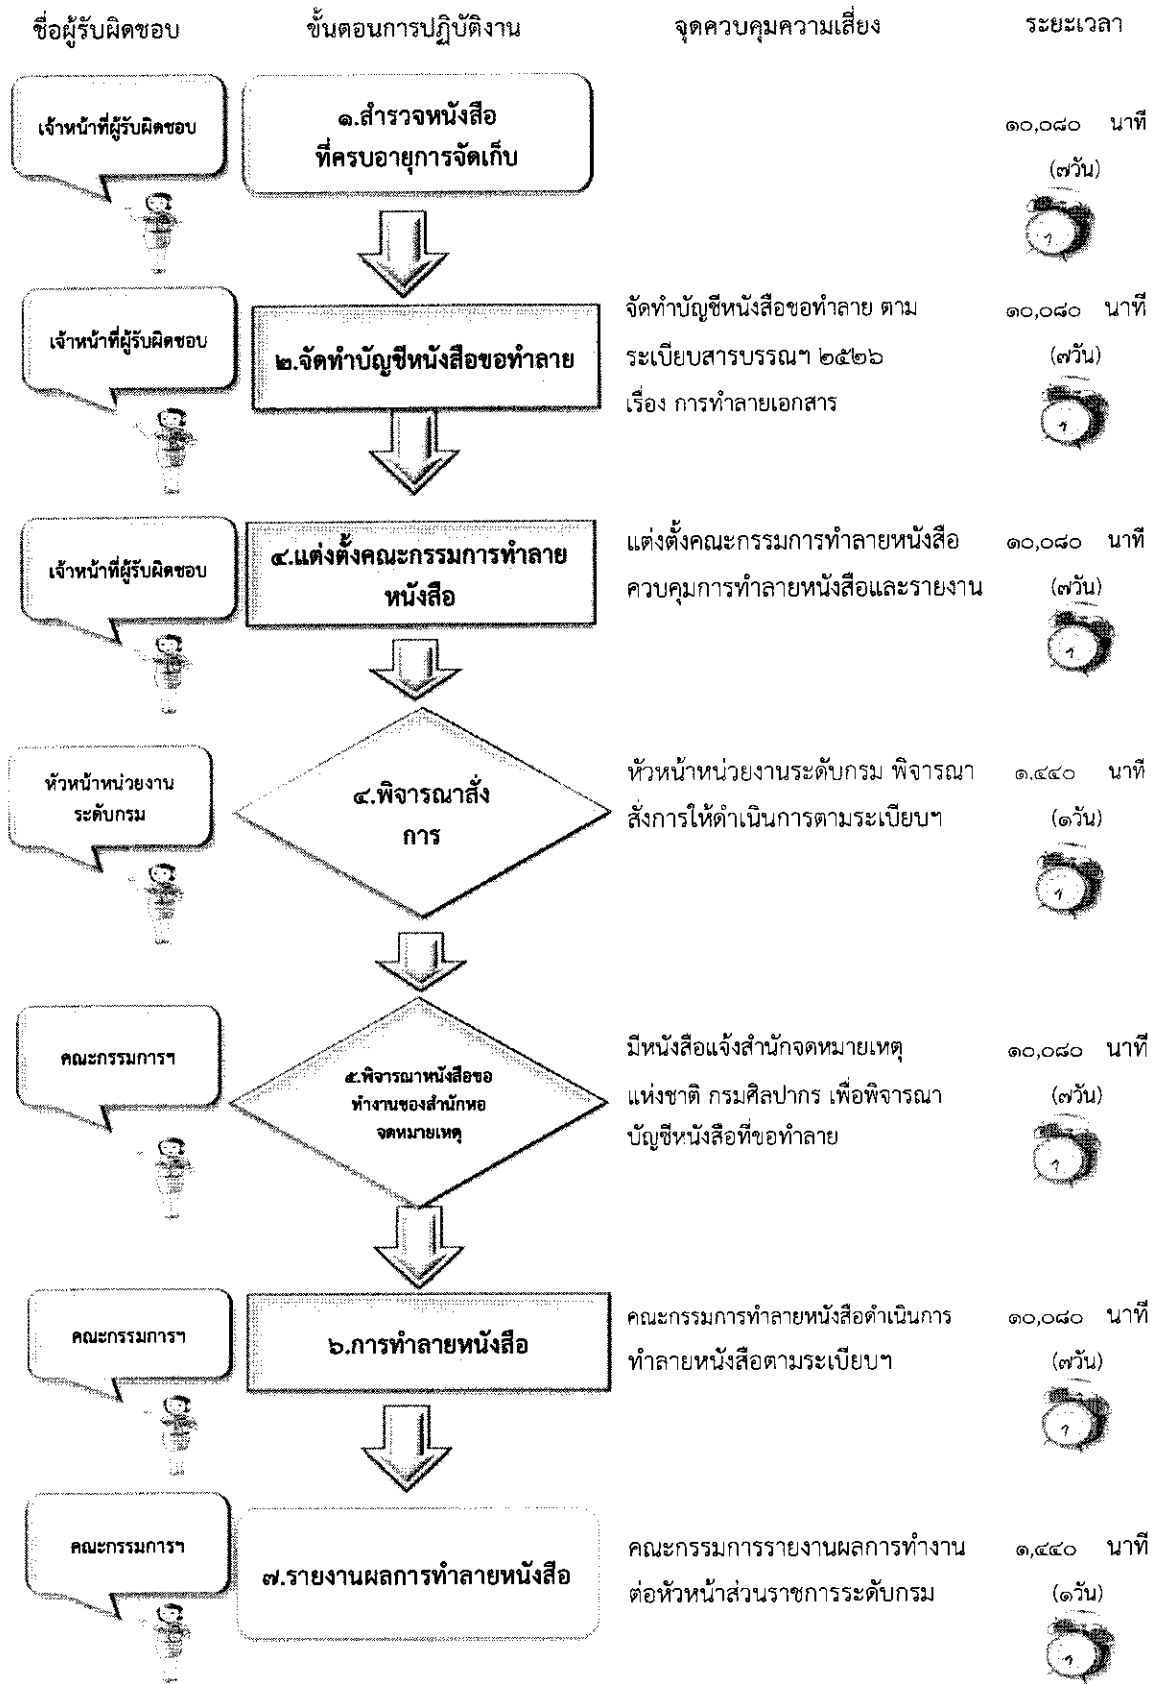 ชื่อผู้รับผิดชอบ ขั้นตอนการปฏิบัติงาน จุดควบคุมความเสี่ยง ระยะเวลา
เจ้าหน้าที่ผู้รับผิดชอบ
๑.สำรวจหนังสือ
ที่ครบอายุการจัดเก็บ
๑๐,๐๘๐ นาที
(๗วัน)
เจ้าหน้าที่ผู้รับผิดชอบ
๒.จัดทำบัญชีหนังสือขอทำลาย
จัดทำบัญชีหนังสือขอทำลาย ตาม
ระเบียบสารบรรณฯ ๒๕๒๖
เรื่อง การทำลายเอกสาร
๑๐,๐๘๐ นาที
(๗วัน)
เจ้าหน้าที่ผู้รับผิดชอบ
๔.แต่งตั้งคณะกรรมการทำลาย
หนังสือ
แต่งตั้งคณะกรรมการทำลายหนังสือ
ควบคุมการทำลายหนังสือและรายงาน
๑๐,๐๘๐ นาที
(๗วัน)
หัวหน้าหน่วยงาน
ระดับกรม
๔.พิจารณาสั่ง
การ
หัวหน้าหน่วยงานระดับกรม พิจารณา
สั่งการให้ดำเนินการตามระเบียบฯ
๑.๔๔๐ นาที
(๑วัน)
คณะกรรมการฯ
๕.พิจารณาหนังสือขอ
ทำงานของสำนักหอ
จดหมายเหตุ
มีหนังสือแจ้งสำนักจดหมายเหตุ
แห่งชาติ กรมศิลปากร เพื่อพิจารณา
บัญชีหนังสือที่ขอทำลาย
๑๐,๐๘๐ นาที
(๗วัน)
คณะกรรมการฯ
๖.การทำลายหนังสือ
คณะกรรมการทำลายหนังสือดำเนินการ
ทำลายหนังสือตามระเบียบฯ
๑๐,๐๘๐ นาที
(๗วัน)
คณะกรรมการฯ
๗.รายงานผลการทำลายหนังสือ
คณะกรรมการรายงานผลการทำงาน
ต่อหัวหน้าส่วนราชการระดับกรม
๑,๔๔๐ นาที
(๑วัน)